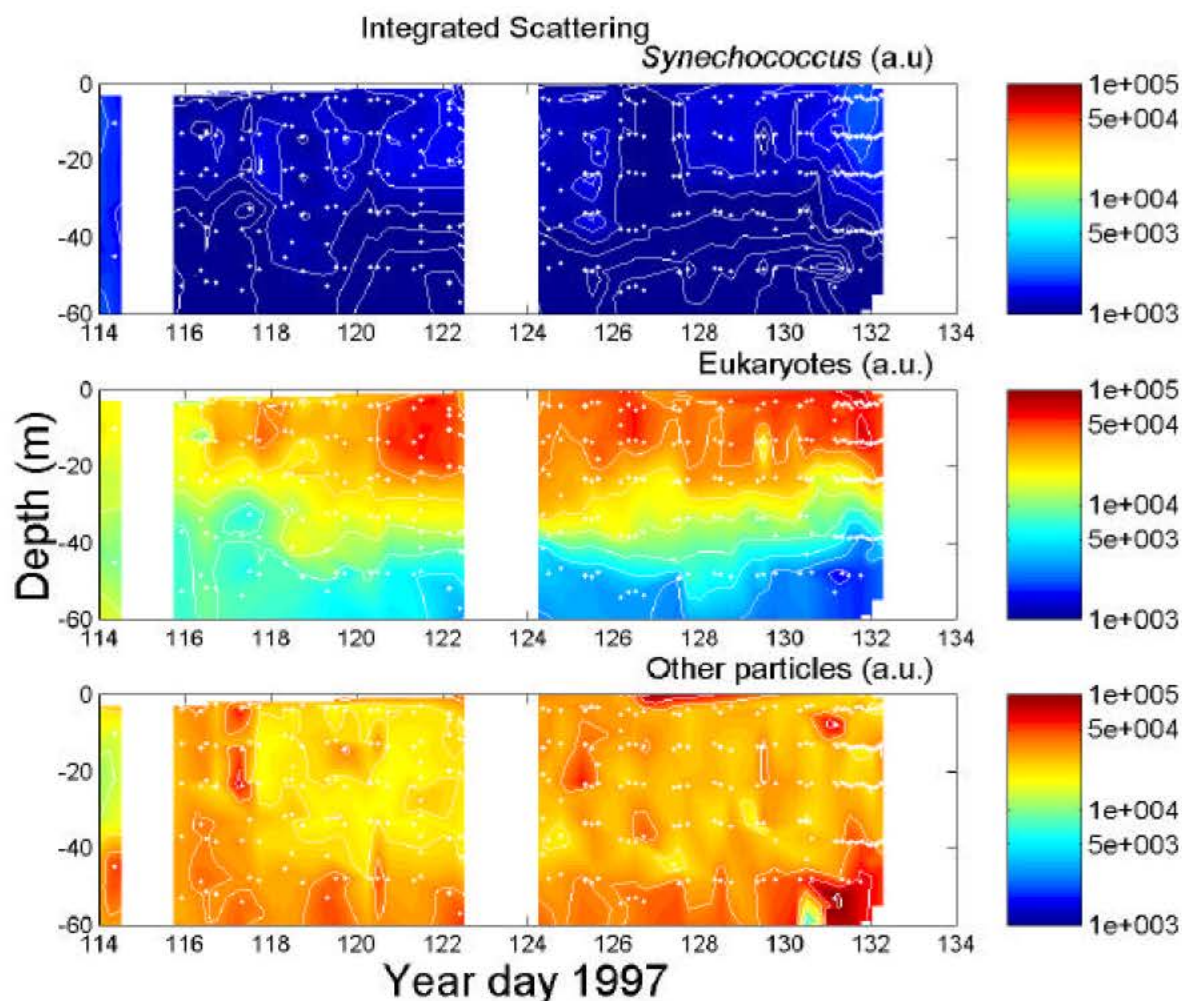 Integrated Scattering
Synechococcus (a.u)
0
-20
-40
-60
114 116 118 120 122 124 126 128 130 132 134
1e+005
5e+004
1e+004
5e+003
1e+003
Eukaryotes (a.u.)
0
-20
-40
-60
114 116 118 120 122 124 126 128 130 132 134
1e+005
5e+004
1e+004
5e+003
1e+003
Depth (m)
Other particles (a.u.)
0
-20
-40
-60
114 116 118 120 122 124 126 128 130 132 134
1e+005
5e+004
1e+004
5e+003
1e+003
Year day 1997